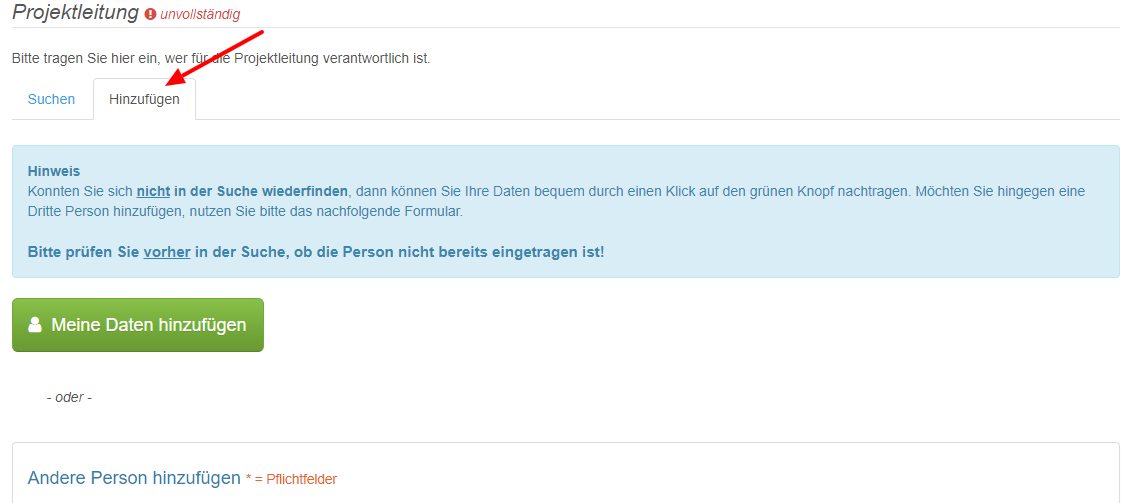 Projektleitung unvollständig
Bitte tragen Sie hier ein, wer für die Projektleitung verantwortlich ist.
Suchen Hinzufügen
Hinweis
Konnten Sie sich nicht in der Suche wiederfinden, dann können Sie Ihre Daten bequem durch einen Klick auf den grünen Knopf nachtragen. Möchten Sie hingegen eine
Dritte Person hinzufügen, nutzen Sie bitte das nachfolgende Formular.
Bitte prüfen Sie vorher in der Suche, ob die Person nicht bereits eingetragen ist!
Meine Daten hinzufügen
- oder -
Andere Person hinzufügen * = Pflichtfelder